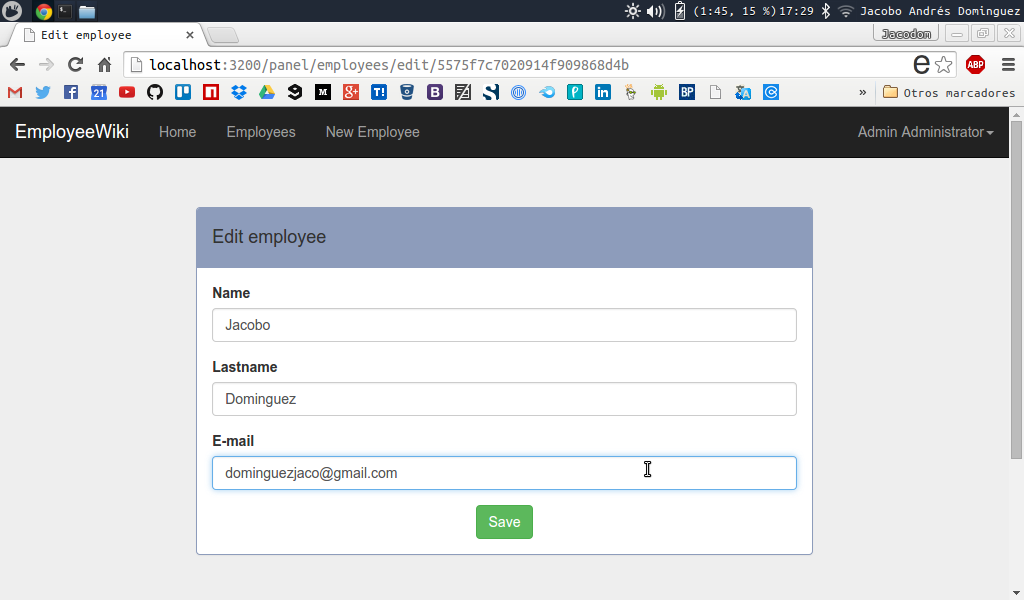 (1:45, 15 %) 17:29 Jacobo Andrés Dominguez
Edit employee
Jacodom
localhost:3200/panel/employees/edit/5575f7c7020914f909868d4b
ABP
21 M T! B BP
» Otros marcadores
EmployeeWiki Home Employees New Employee Admin Administrator
Edit employee
Name
Jacobo
Lastname
Dominguez
E-mail
dominguezjaco@gmail.com
Save